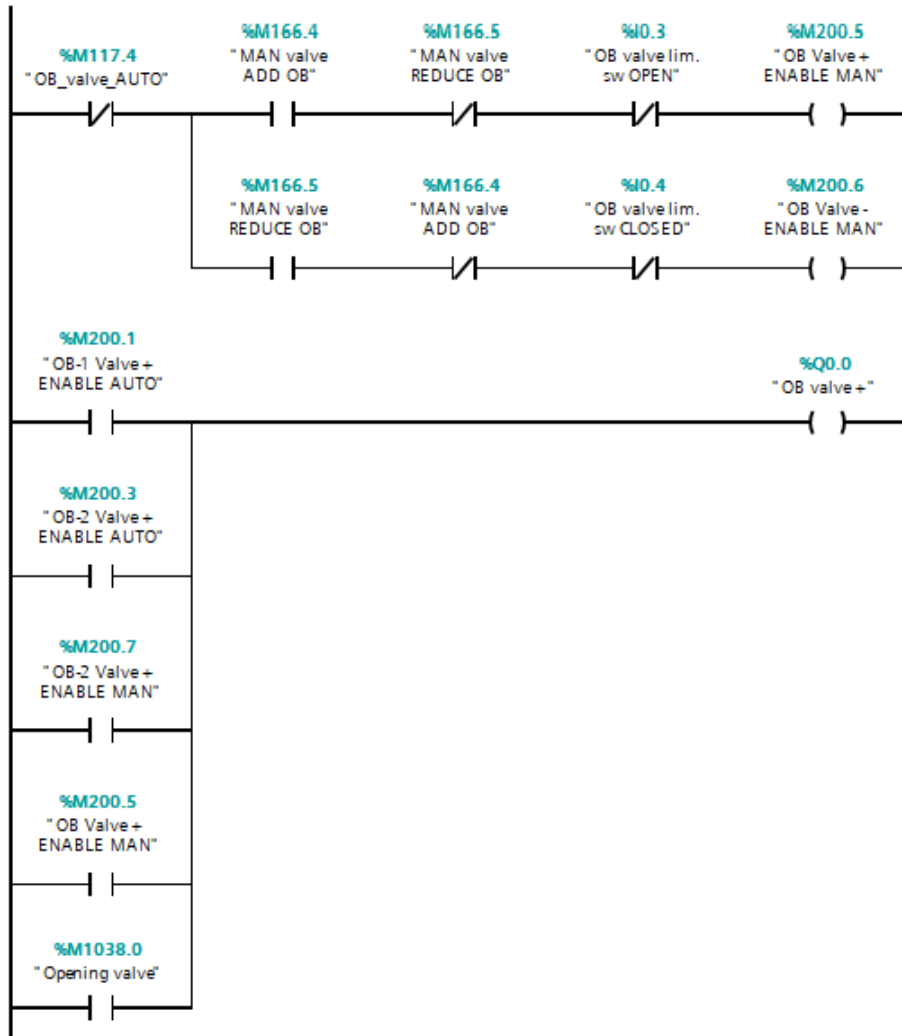 %M117.4
"OB_valve_AUTO"
%M166.4
"MAN valve
ADD OB"
%M166.5
"MAN valve
REDUCE OB"
%I0.3
"OB valve lim.
sw OPEN"
%M200.5
"OB Valve +
ENABLE MAN"
%M166.5
"MAN valve
REDUCE OB"
%M166.4
"MAN valve
ADD OB"
%I0.4
"OB valve lim.
sw CLOSED"
%M200.6
"OB Valve -
ENABLE MAN"
%M200.1
"OB-1 Valve +
ENABLE AUTO"
%Q0.0
"OB valve +"
%M200.3
"OB-2 Valve +
ENABLE AUTO"
%M200.7
"OB-2 Valve +
ENABLE MAN"
%M200.5
"OB Valve +
ENABLE MAN"
%M1038.0
"Opening valve"